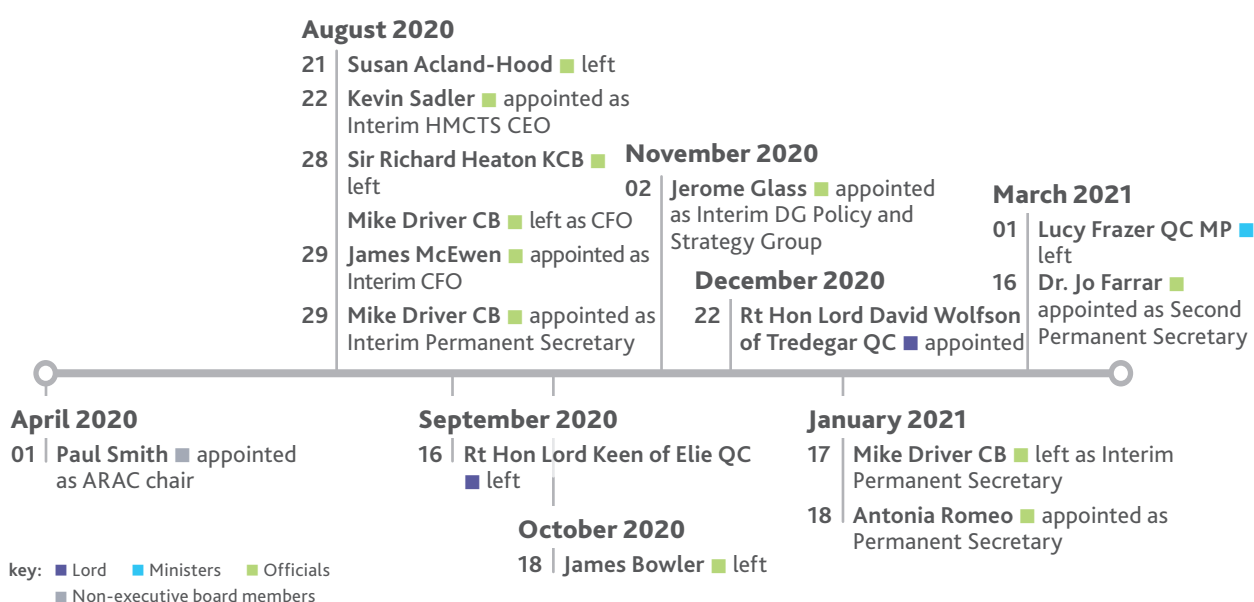 August 2020
21 Susan Acland-Hood left
22 Kevin Sadler appointed as
Interim HMCTS CEO
28 Sir Richard Heaton KCB
left
Mike Driver CB left as CFO
29 James McEwen appointed as
Interim CFO
29 Mike Driver CB appointed as
Interim Permanent Secretary
November 2020
02 Jerome Glass appointed
as Interim DG Policy and
Strategy Group
December 2020
22 Rt Hon Lord David Wolfson
of Tredegar QC appointed
March 2021
01 Lucy Frazer QC MP
left
16 Dr. Jo Farrar
appointed as Second
Permanent Secretary
April 2020
01 Paul Smith appointed
as ARAC chair
September 2020
16 Rt Hon Lord Keen of Elie QC
left
October 2020
18 James Bowler left
January 2021
17 Mike Driver CB left as Interim
Permanent Secretary
18 Antonia Romeo appointed as
Permanent Secretary
key: Lord Ministers Officials
Non-executive board members